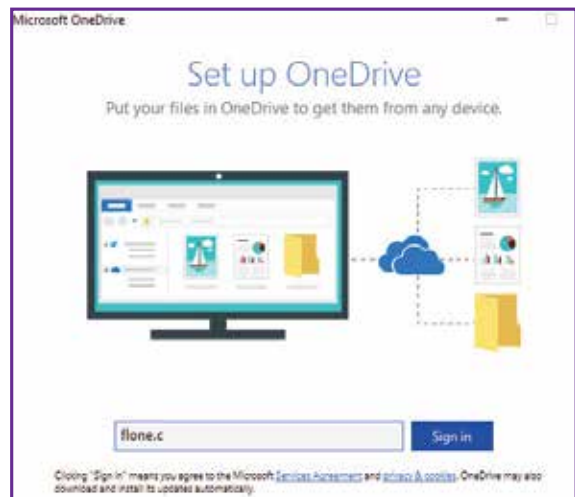 Microsoft OneDrive
Set up OneDrive
Put your files in OneDrive to get them from any device.
flone.c
Sign in
Clicking "Sign in" means you agree to the Microsoft Services Agreement and privacy & cookies. OneDrive may also
download and install its updates automatically.